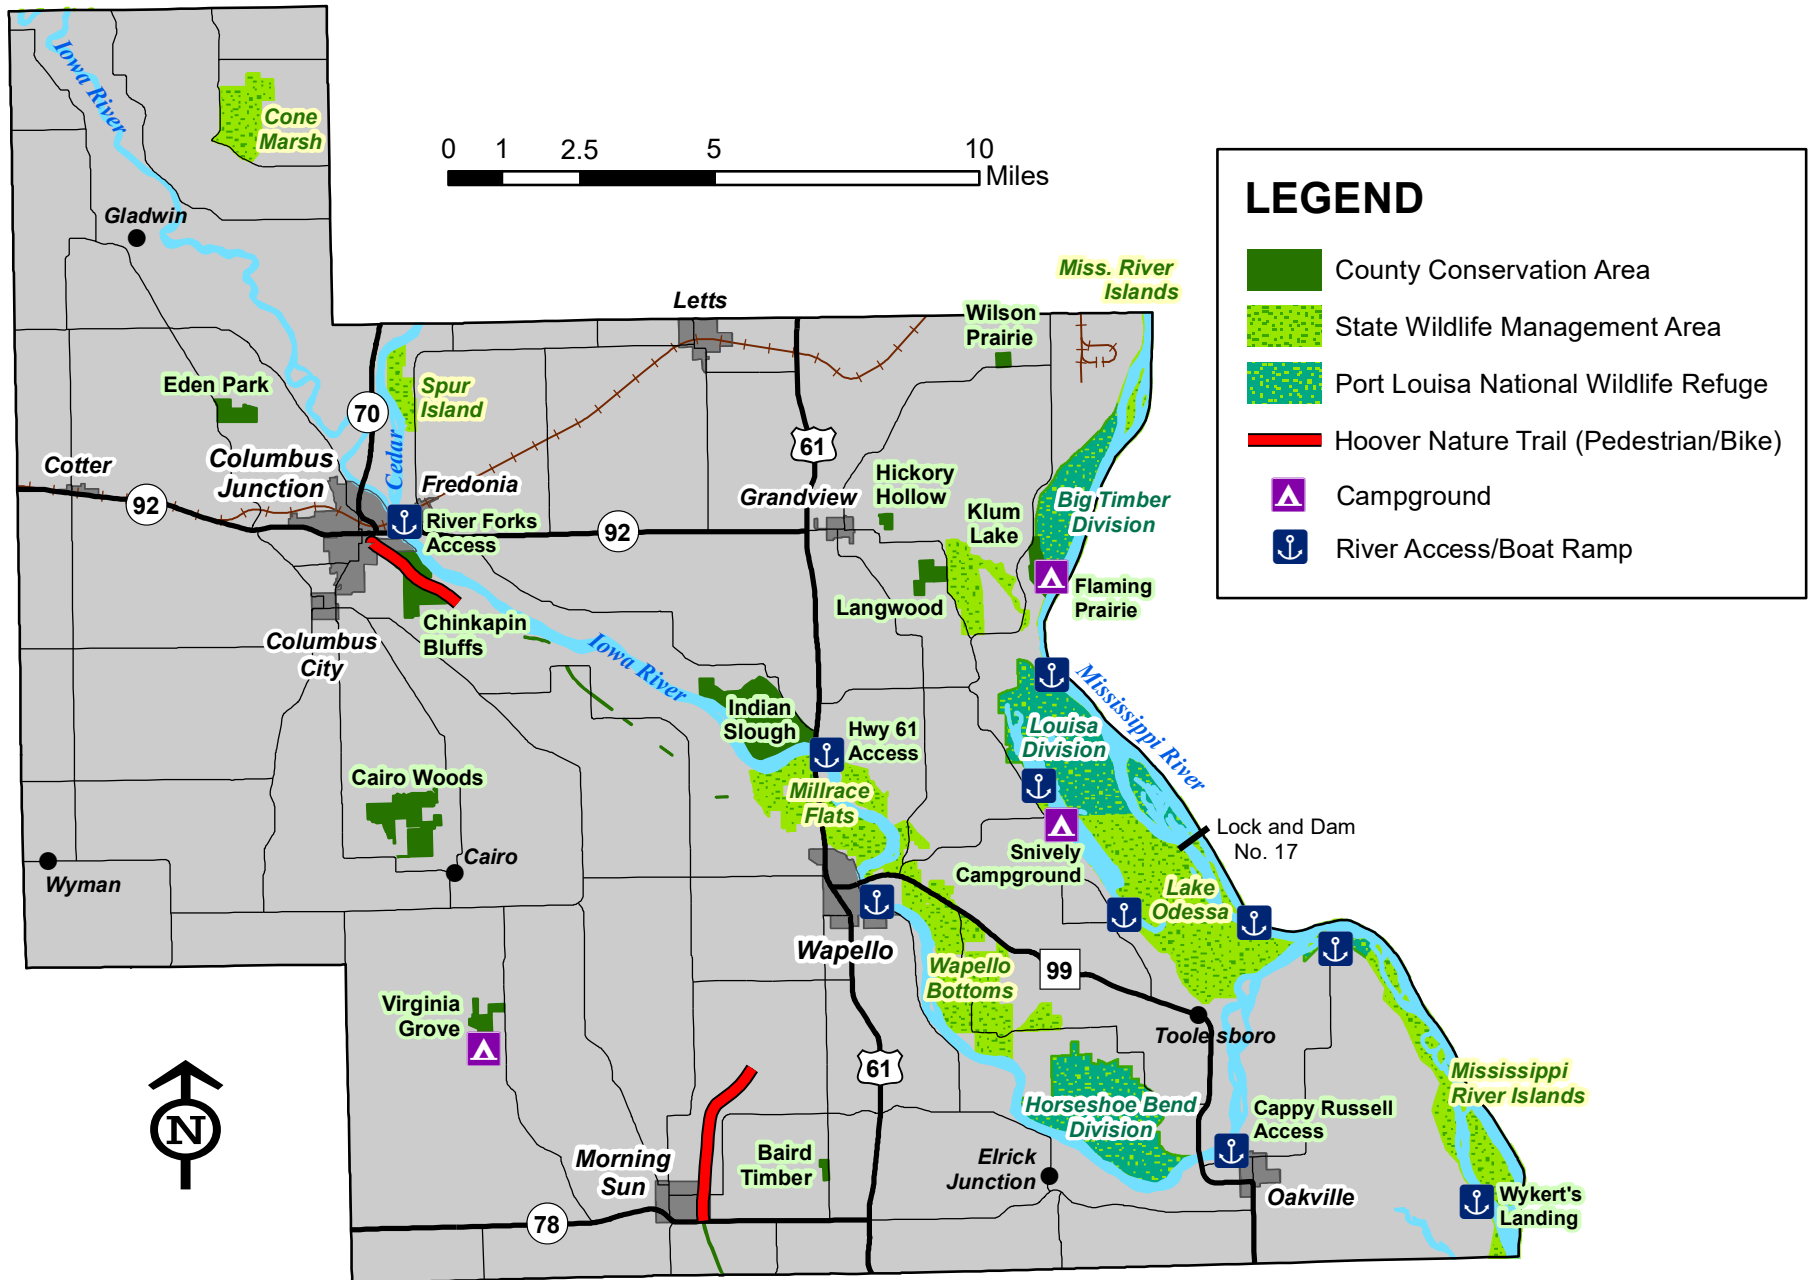 Iowa River
Cone
Marsh
Gladwin
0 1 2.5 5 10
Miles
LEGEND
County Conservation Area
State Wildlife Management Area
Port Louisa National Wildlife Refuge
Hoover Nature Trail (Pedestrian/Bike)
Campground
River Access/Boat Ramp
Miss. River
Islands
Letts
Wilson
Prairie
Eden Park
70
Spur
Island
Cedar
61
Cotter
Columbus
Junction
Fredonia
92
River Forks
Access
92
Grandview
Hickory
Hollow
Klum
Lake
Big Timber
Division
Langwood
Flaming
Prairie
Columbus
City
Chinkapin
Bluffs
Iowa River
Indian
Slough
Hwy 61
Access
Louisa
Division
Mississippi River
Cairo Woods
Millrace
Flats
Lock and Dam
No. 17
Snively
Campground
Cairo
Wyman
Lake
Odessa
Wapello
Wapello
Bottoms
99
Virginia
Grove
Toolesboro
61
Mississippi
River Islands
N
Horseshoe Bend
Division
Cappy Russell
Access
Morning
Sun
Baird
Timber
Elrick
Junction
Oakville
Wykert's
Landing
78